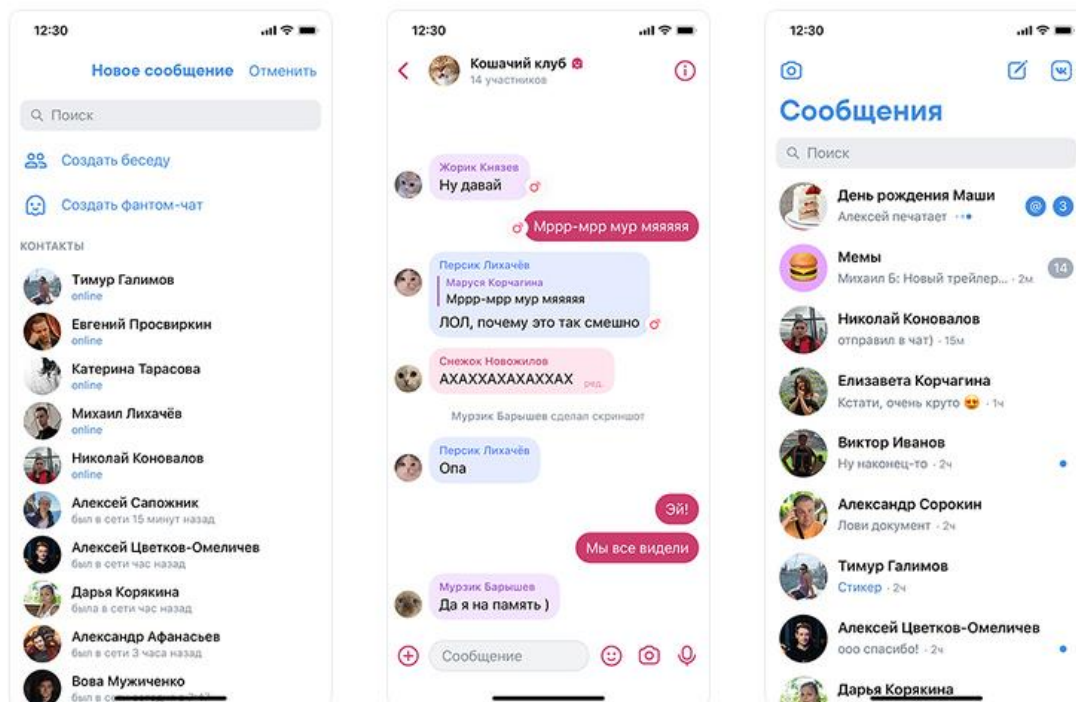 12:30
Новое сообщение Отменить
Поиск
Создать беседу
Создать фантом-чат
КОНТАКТЫ
Тимур Галимов
online
Евгений Просвиркин
online
Катерина Тарасова
online
Михаил Лихачёв
online
Николай Коновалов
online
Алексей Сапожник
был в сети 15 минут назад
Алексей Цветков-Омеличев
был в сети час назад
Дарья Корякина
была в сети час назад
Александр Афанасьев
был в сети 3 часа назад
Вова Мужиченко
12:30
Кошачий клуб
14 участников
Жорик Князев
Ну давай
Мррр-мрр мур мяяяяя
Персик Лихачёв
Маруся Корчагина
Мррр-мрр мур мяяяяя
ЛОЛ, почему это так смешно
Снежок Новожилов
АХАХХАХАХАХХАХ ред.
Мурзик Барышев сделал скриншот
Персик Лихачёв
Опа
Эй!
Мы все видели
Мурзик Барышев
Да я на память )
Сообщение
12:30
Сообщения
Поиск
День рождения Маши
Алексей печатает
@ 3
Мемы
Михаил Б: Новый трейлер... · 2м
14
Николай Коновалов
отправил в чат) · 15м
Елизавета Корчагина
Кстати, очень круто 😍 · 1ч
Виктор Иванов
Ну наконец-то · 2ч
Александр Сорокин
Лови документ · 2ч
Тимур Галимов
Стикер · 2ч
Алексей Цветков-Омеличев
ооо спасибо! · 2ч
Дарья Корякина